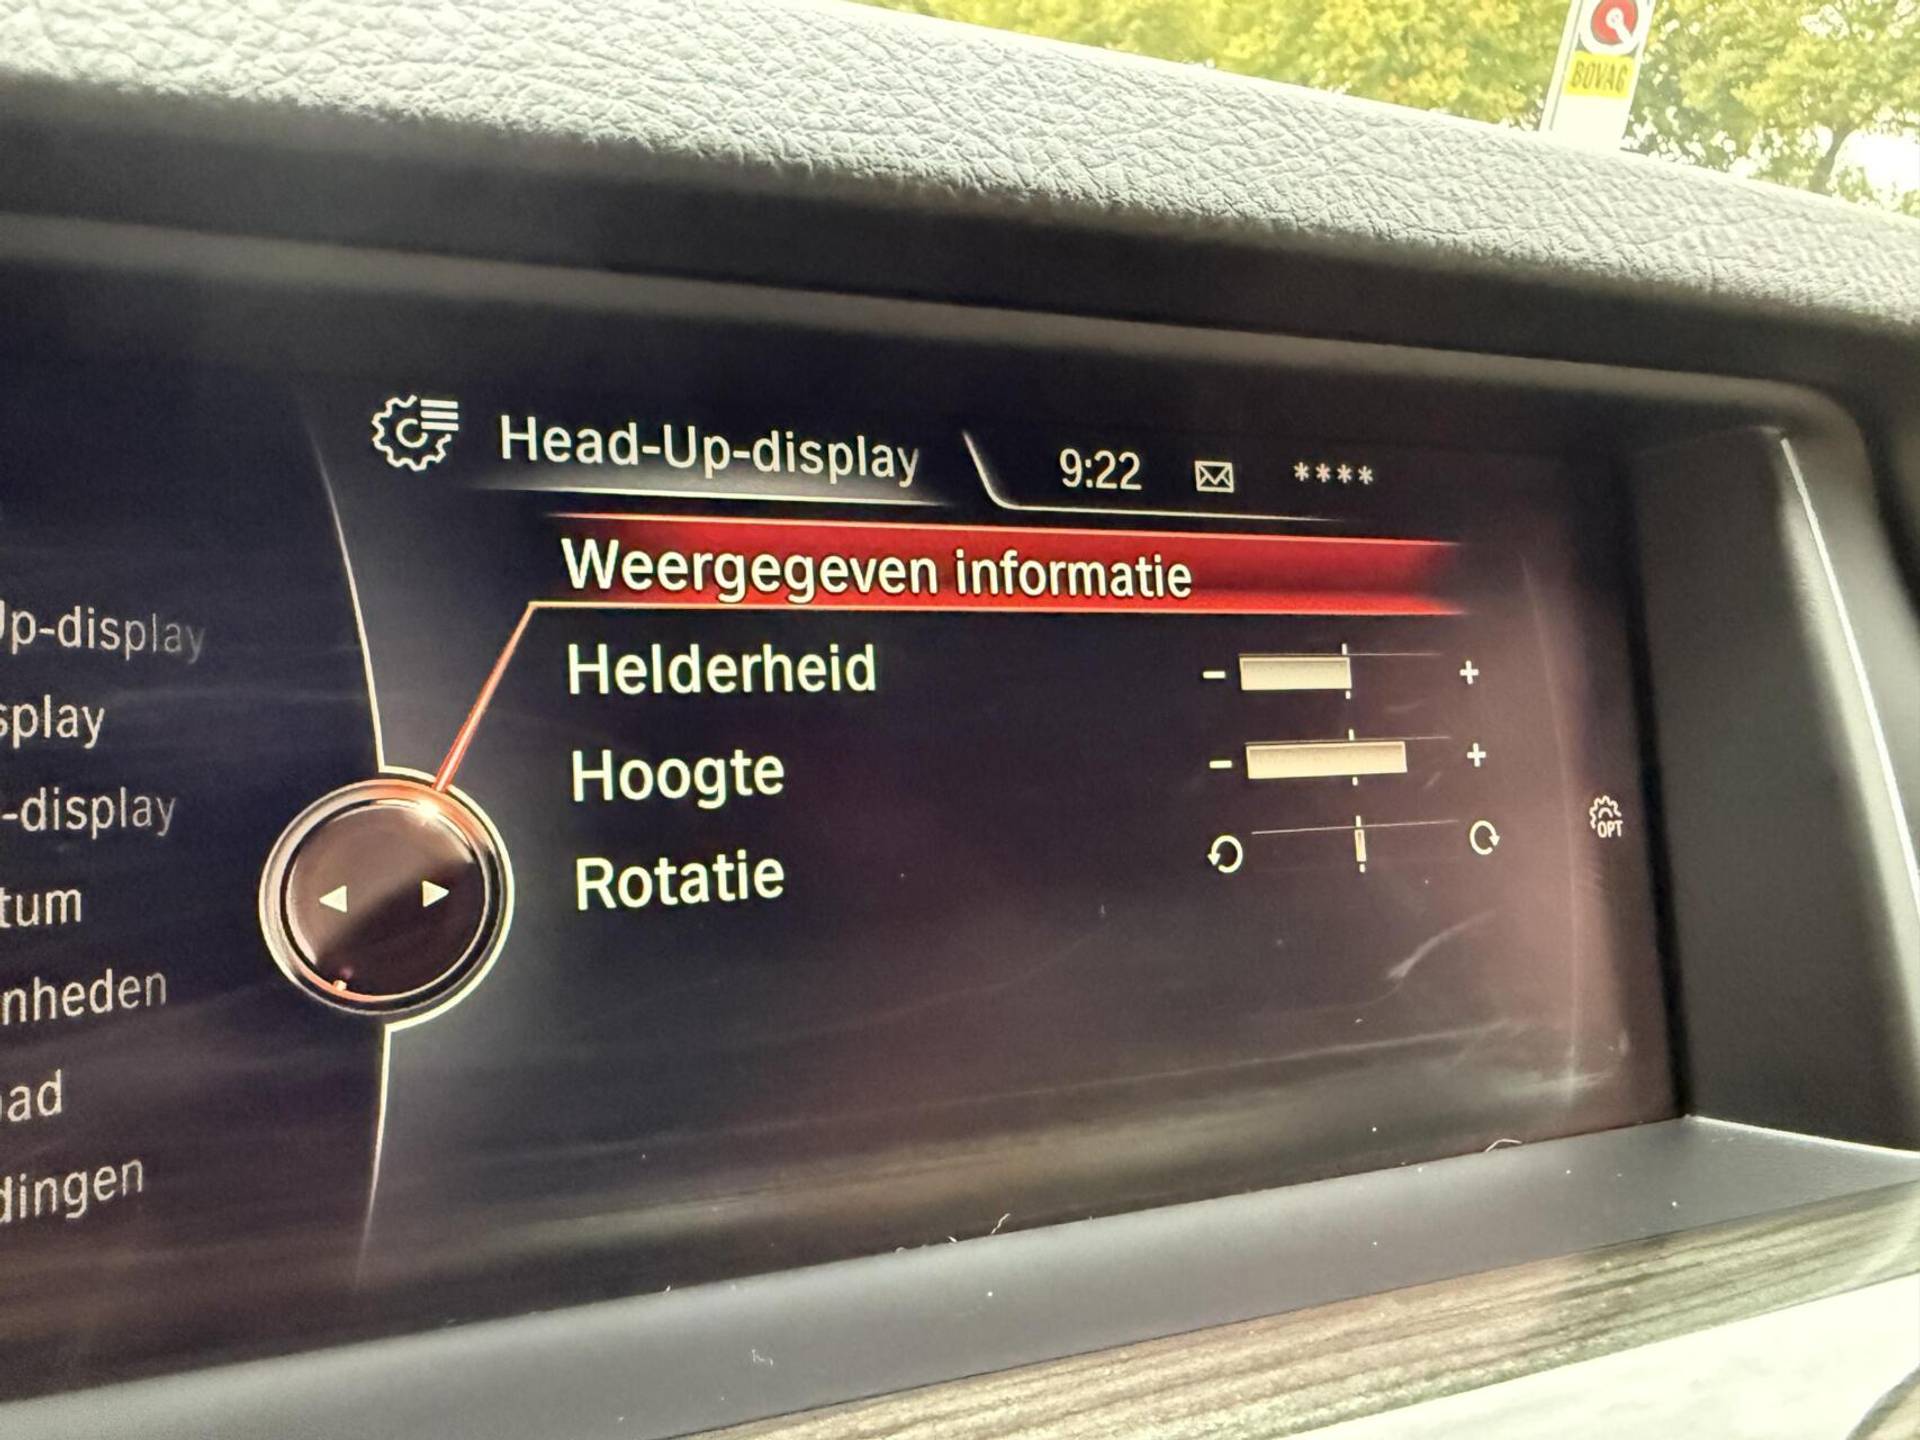 BOVAG
Head-Up-display 9:22 ****
Weergegeven informatie
Helderheid - +
Hoogte - +
Rotatie
OPT
Up-display
splay
-display
tum
nheden
ad
dingen